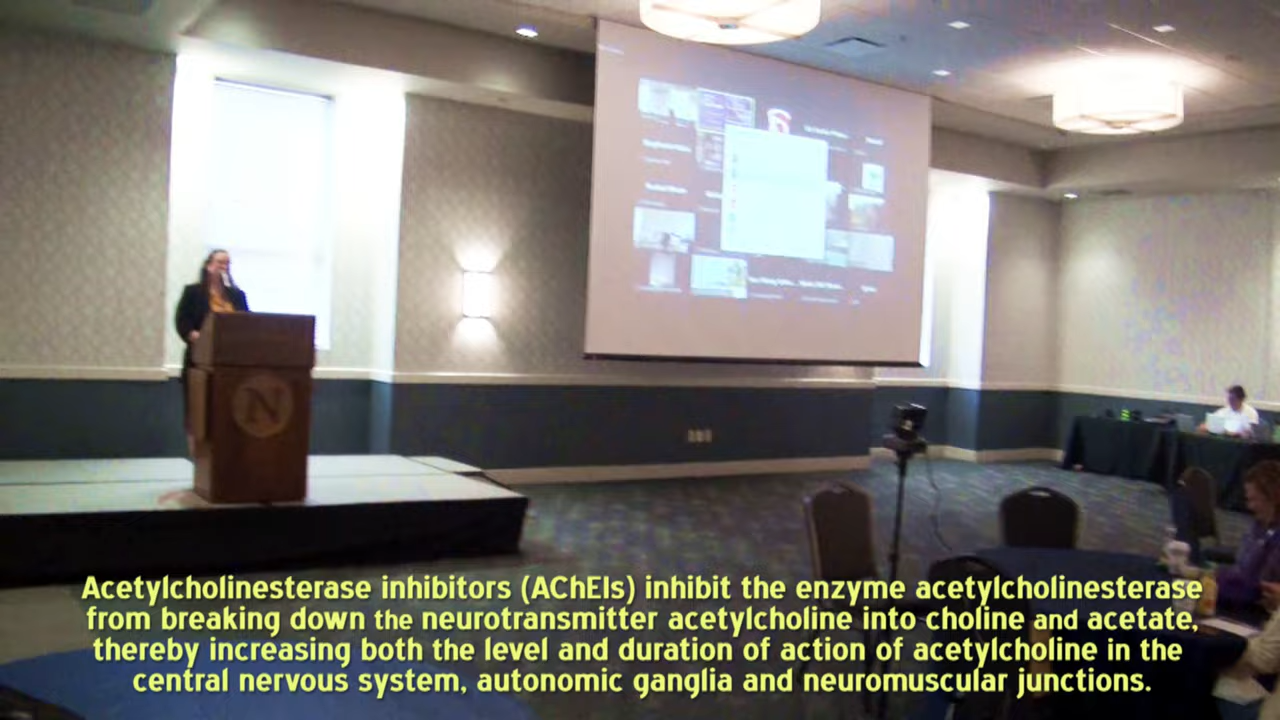 N
Acetylcholinesterase inhibitors (AChEIs) inhibit the enzyme acetylcholinesterase
from breaking down the neurotransmitter acetylcholine into choline and acetate,
thereby increasing both the level and duration of action of acetylcholine in the
central nervous system, autonomic ganglia and neuromuscular junctions.